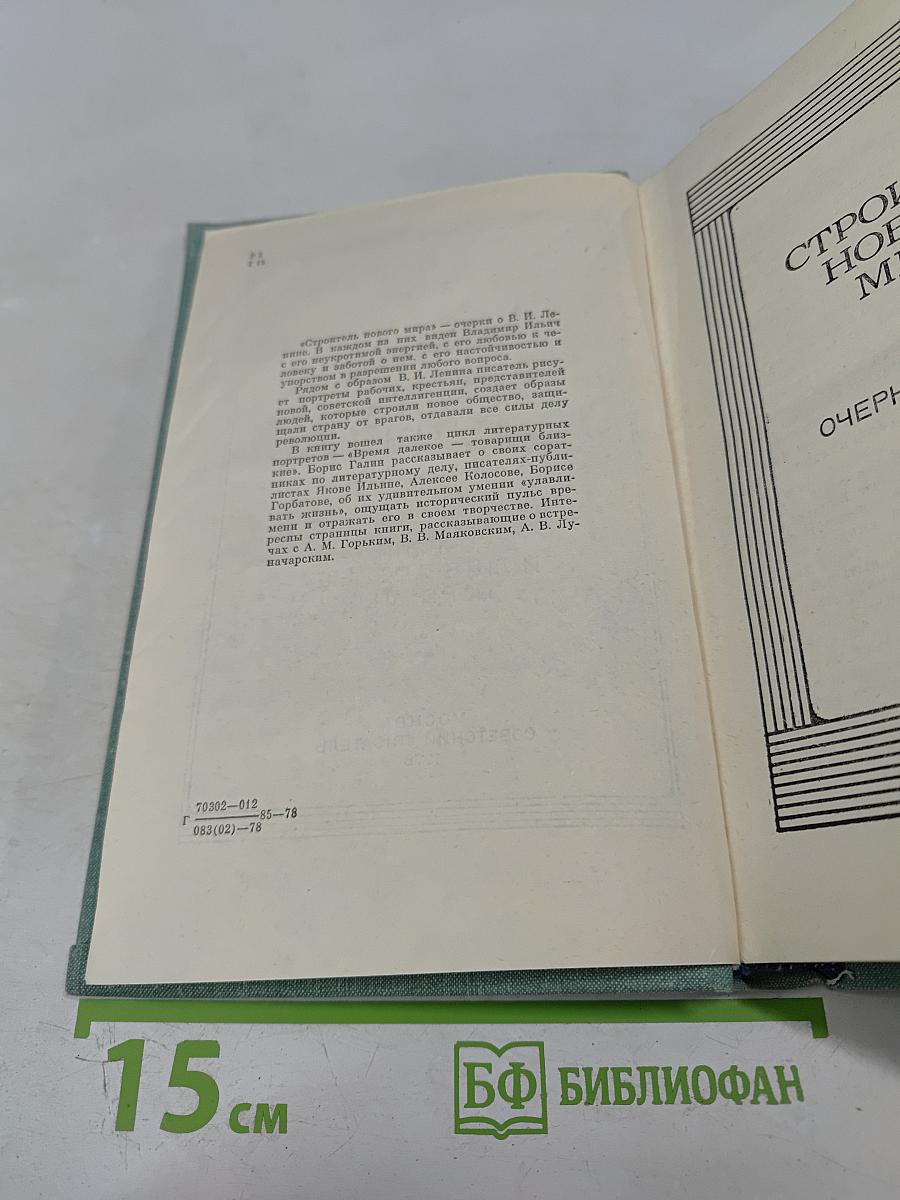 «Строитель нового мира» — очерки о В. И. Ле-
нине. В каждом из них виден Владимир Ильич
с его неукротимой энергией, с его любовью к че-
ловеку и заботой о нем, с его настойчивостью и
упорством в разрешении любого вопроса.
Рядом с образом В. И. Ленина писатель рису-
ет портреты рабочих, крестьян, представителей
новой, советской интеллигенции, создает образы
людей, которые строили новое общество, защи-
щали страну от врагов, отдавали все силы делу
революции.
В книгу вошел также цикл литературных
портретов — «Время далекое — товарищи близ-
кие». Борис Галин рассказывает о своих сорат-
никах по литературному делу, писателях-публи-
листах Якове Ильине, Алексее Колосове, Борисе
Горбатове, об их удивительном умении «улавли-
вать жизнь», ощущать исторический пульс вре-
мени и отражать его в своем творчестве. Инте-
ресны страницы книги, рассказывающие о встре-
чах с А. М. Горьким, В. В. Маяковским, А. В. Лу-
начарским.
70302—012
Г 85—78
083(02)—78
СТРОИ
НОВ
М
ОЧЕРК
15 см
БФ БИБЛИОФАН